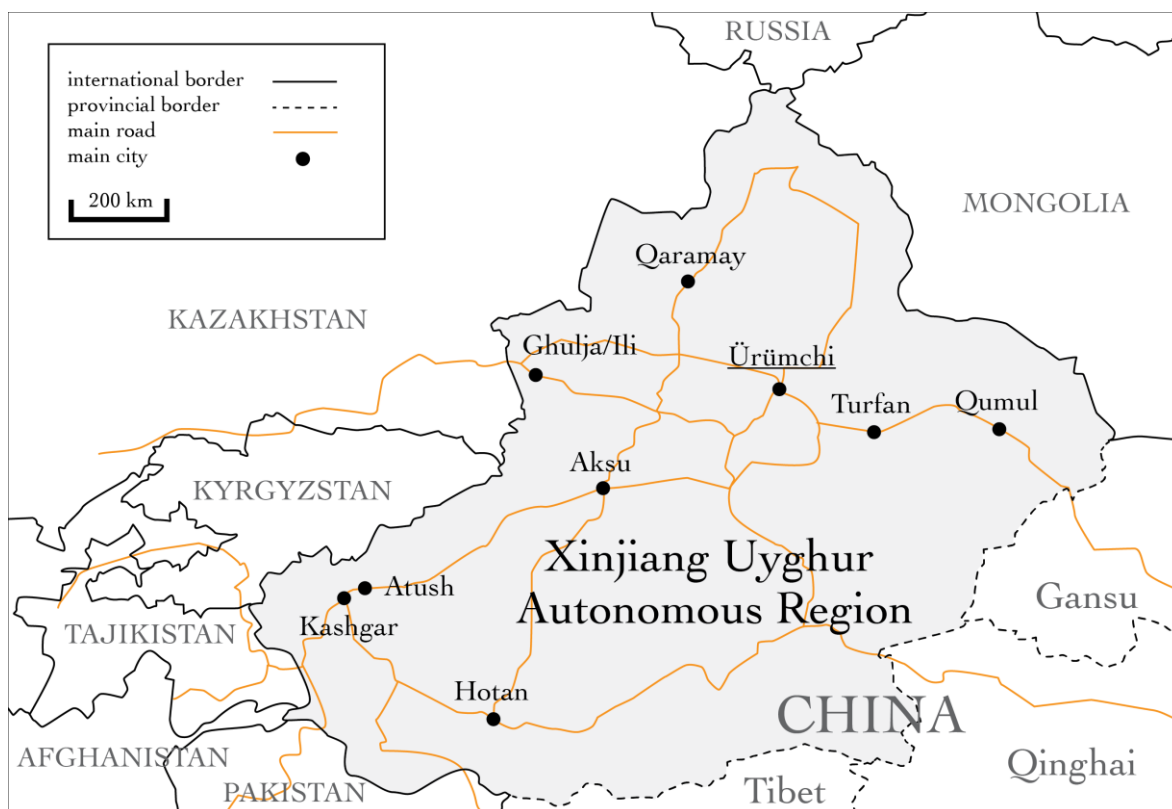 RUSSIA
international border
provincial border
main road
main city
200 km
MONGOLIA
Qaramay
KAZAKHSTAN
Ghulja/Ili
Ürümchi
Turfan
Qumul
Aksu
KYRGYZSTAN
Xinjiang Uyghur
Autonomous Region
Atush
Kashgar
Gansu
TAJIKISTAN
Hotan
CHINA
AFGHANISTAN
Qinghai
PAKISTAN
Tibet